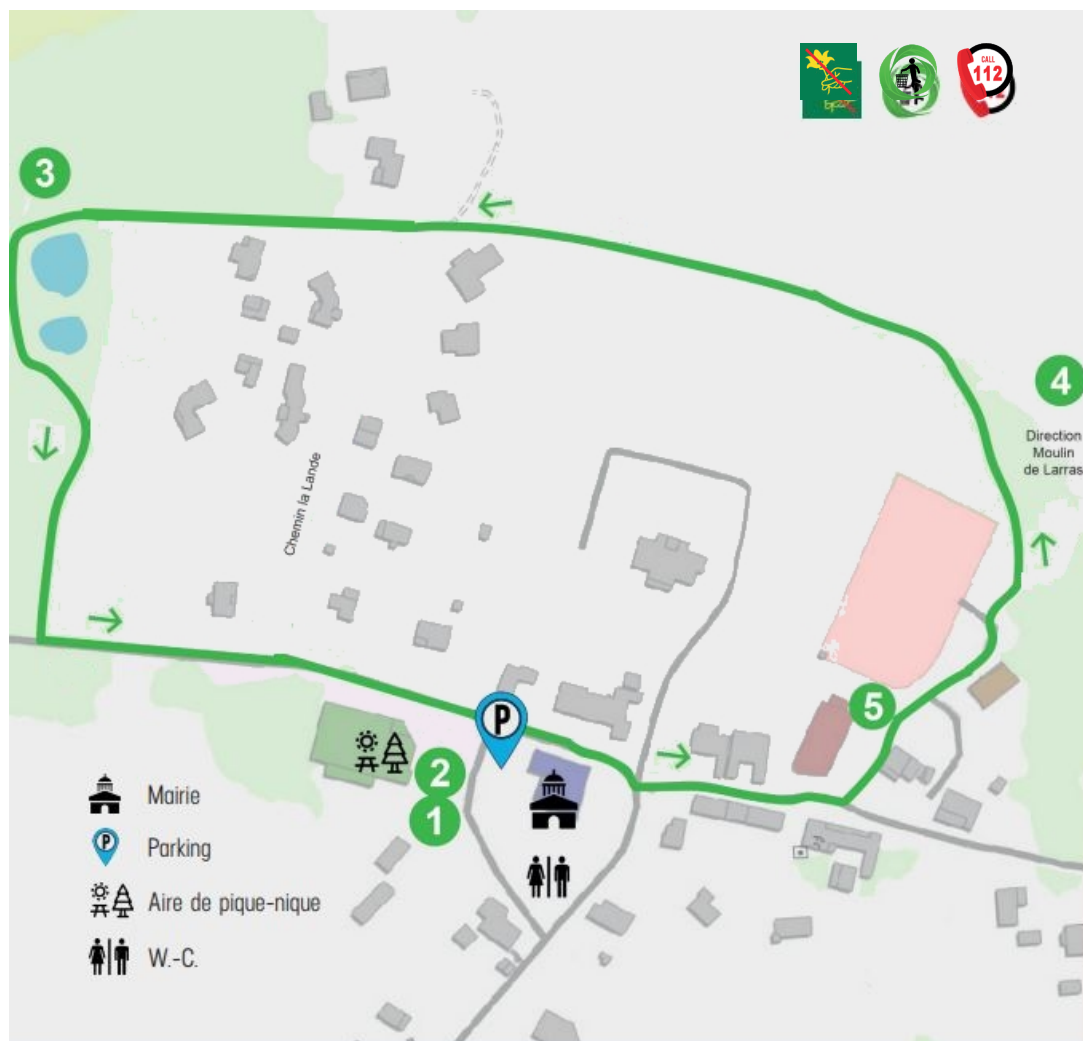 CALL
112
3
4
Direction
Moulin
de Larras
Chemin la Lande
5
P
2
1
Mairie
P
Parking
Aire de pique-nique
W.-C.